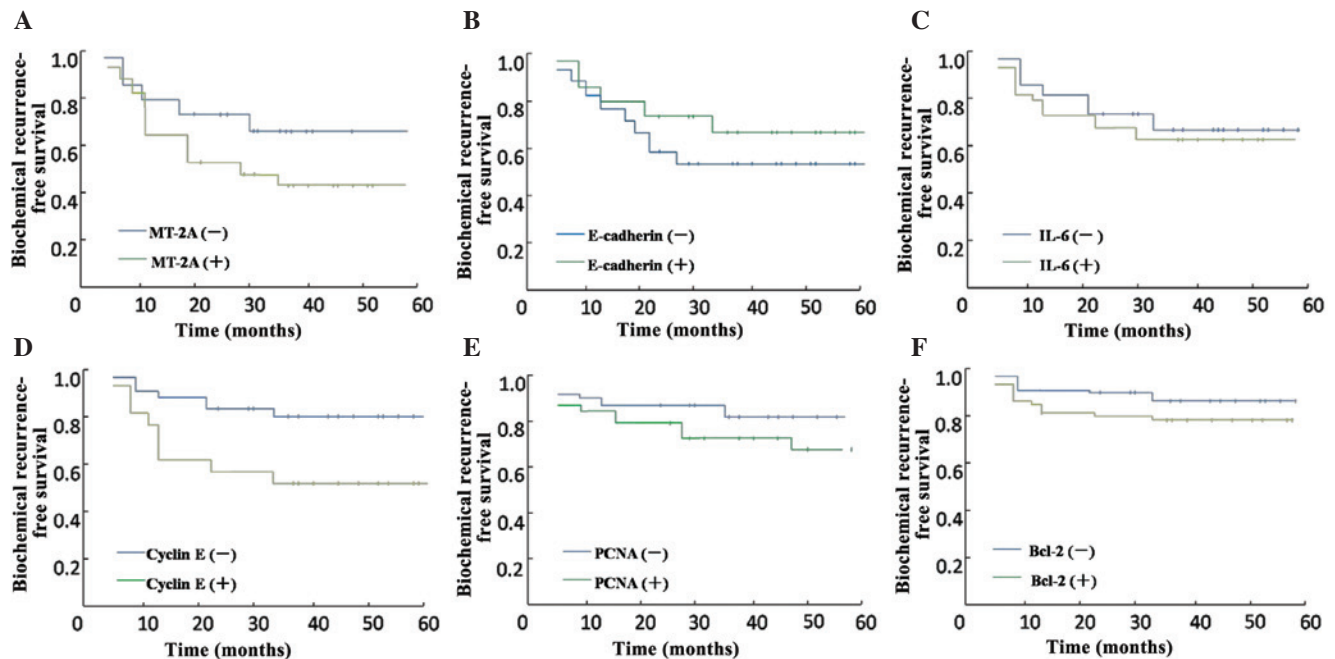 A
Biochemical recurrence-
free survival
1.0
0.8
0.6
0.4
0.2
MT-2A (−)
MT-2A (+)
0 10 20 30 40 50 60
Time (months)
B
Biochemical recurrence-
free survival
1.0
0.8
0.6
0.4
0.2
E-cadherin (−)
E-cadherin (+)
0 10 20 30 40 50 60
Time (months)
C
Biochemical recurrence-
free survival
1.0
0.8
0.6
0.4
0.2
IL-6 (−)
IL-6 (+)
0 10 20 30 40 50 60
Time (months)
D
Biochemical recurrence-
free survival
1.0
0.8
0.6
0.4
0.2
Cyclin E (−)
Cyclin E (+)
0 10 20 30 40 50 60
Time (months)
E
Biochemical recurrence-
free survival
1.0
0.8
0.6
0.4
0.2
PCNA (−)
PCNA (+)
0 10 20 30 40 50 60
Time (months)
F
Biochemical recurrence-
free survival
1.0
0.8
0.6
0.4
0.2
Bcl-2 (−)
Bcl-2 (+)
0 10 20 30 40 50 60
Time (months)